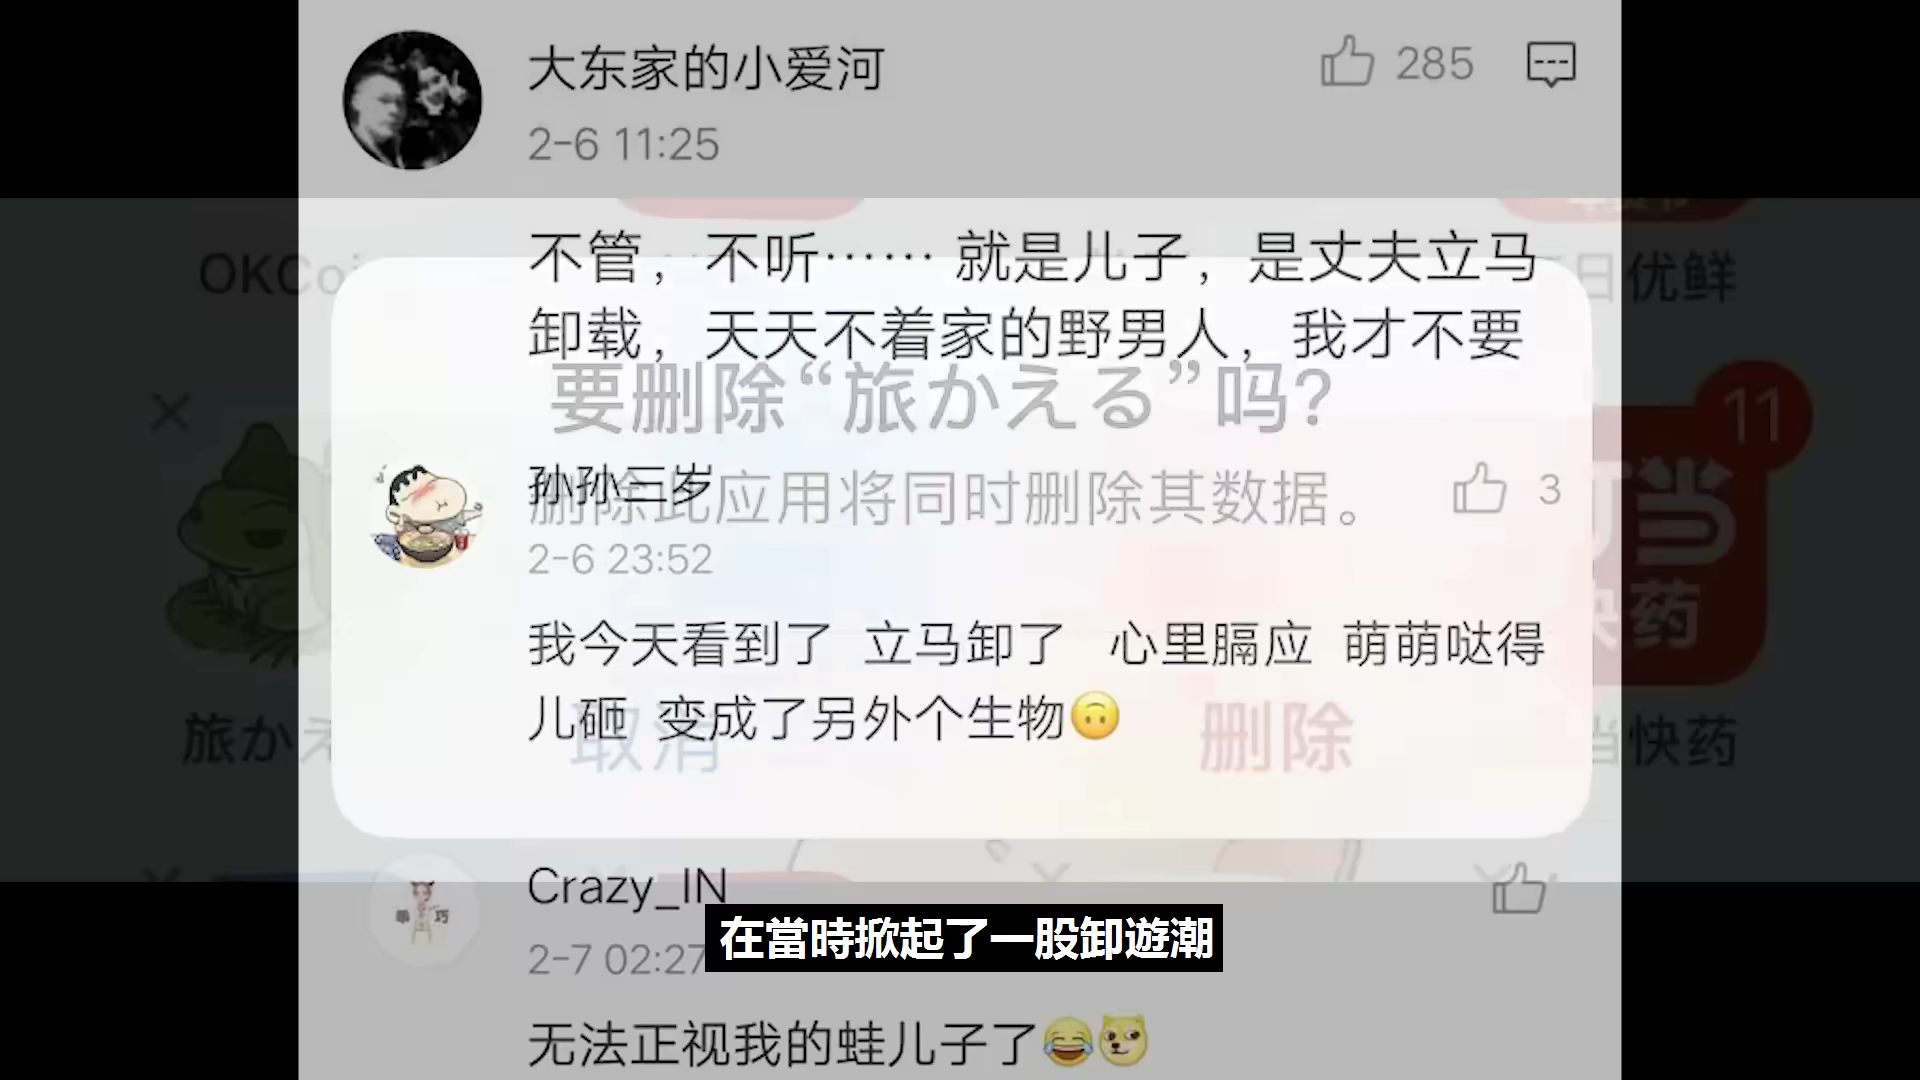 大东家的小爱河
285
2-6 11:25
不管，不听…… 就是儿子，是丈夫立马
卸载，天天不着家的野男人，我才不要
OKCoi
日优鲜
要删除“旅かえる”吗？
11
孙孙三岁
3
删除此应用将同时删除其数据。
2-6 23:52
我今天看到了 立马卸了 心里膈应 萌萌哒得
儿砸 变成了另外个生物🙃
取消
删除
旅かえ
当
快药
当快药
Crazy_IN
2-7 02:27
在當時掀起了一股卸遊潮
无法正视我的蛙儿子了😂